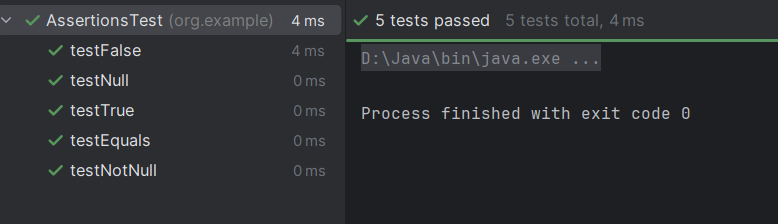 AssertionsTest (org.example) 4 ms
testFalse 4 ms
testNull 0 ms
testTrue 0 ms
testEquals 0 ms
testNotNull 0 ms
5 tests passed 5 tests total, 4 ms
D:\Java\bin\java.exe ...
Process finished with exit code 0